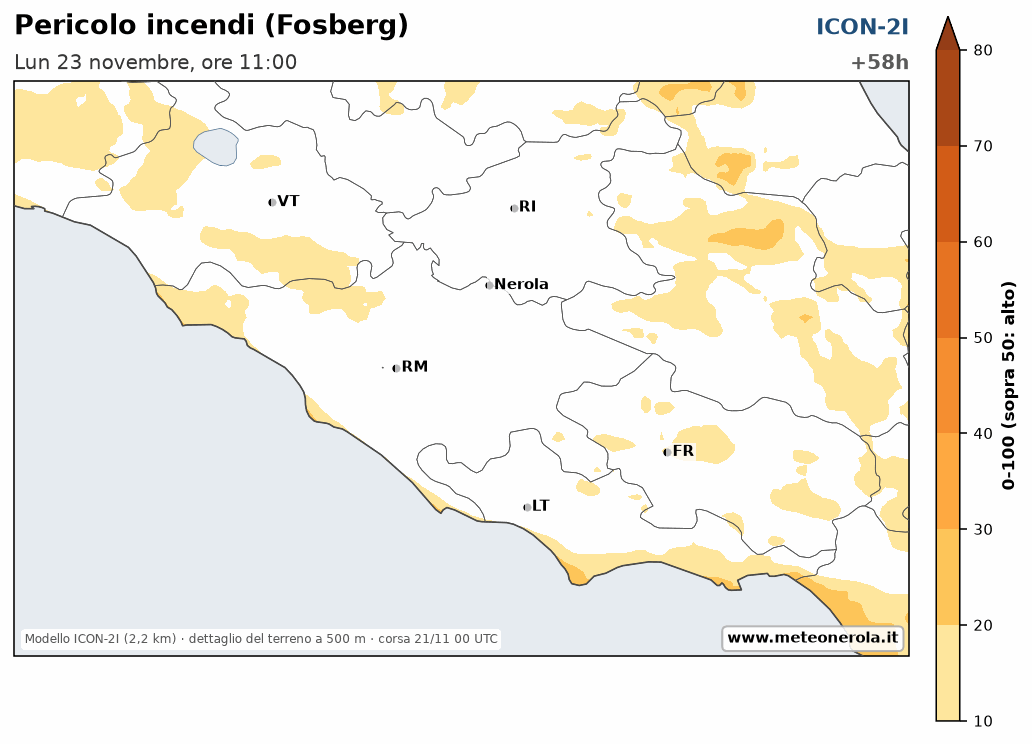 Pericolo incendi (Fosberg)
ICON-2I
Lun 23 novembre, ore 11:00
+58h
VT
RI
Nerola
RM
FR
LT
Modello ICON-2I (2,2 km) · dettaglio del terreno a 500 m · corsa 21/11 00 UTC
www.meteonerola.it
80
70
60
50
40
30
20
10
0-100 (sopra 50: alto)